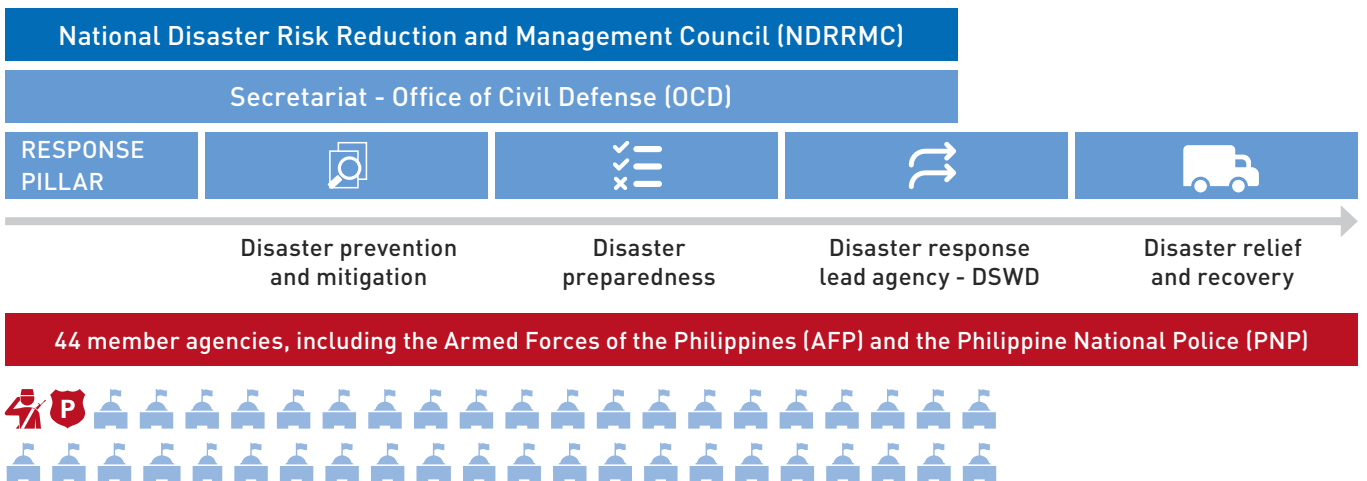 National Disaster Risk Reduction and Management Council (NDRRMC)
Secretariat - Office of Civil Defense (OCD)
RESPONSE
PILLAR
Disaster prevention
and mitigation
Disaster
preparedness
Disaster response
lead agency - DSWD
Disaster relief
and recovery
44 member agencies, including the Armed Forces of the Philippines (AFP) and the Philippine National Police (PNP)
P